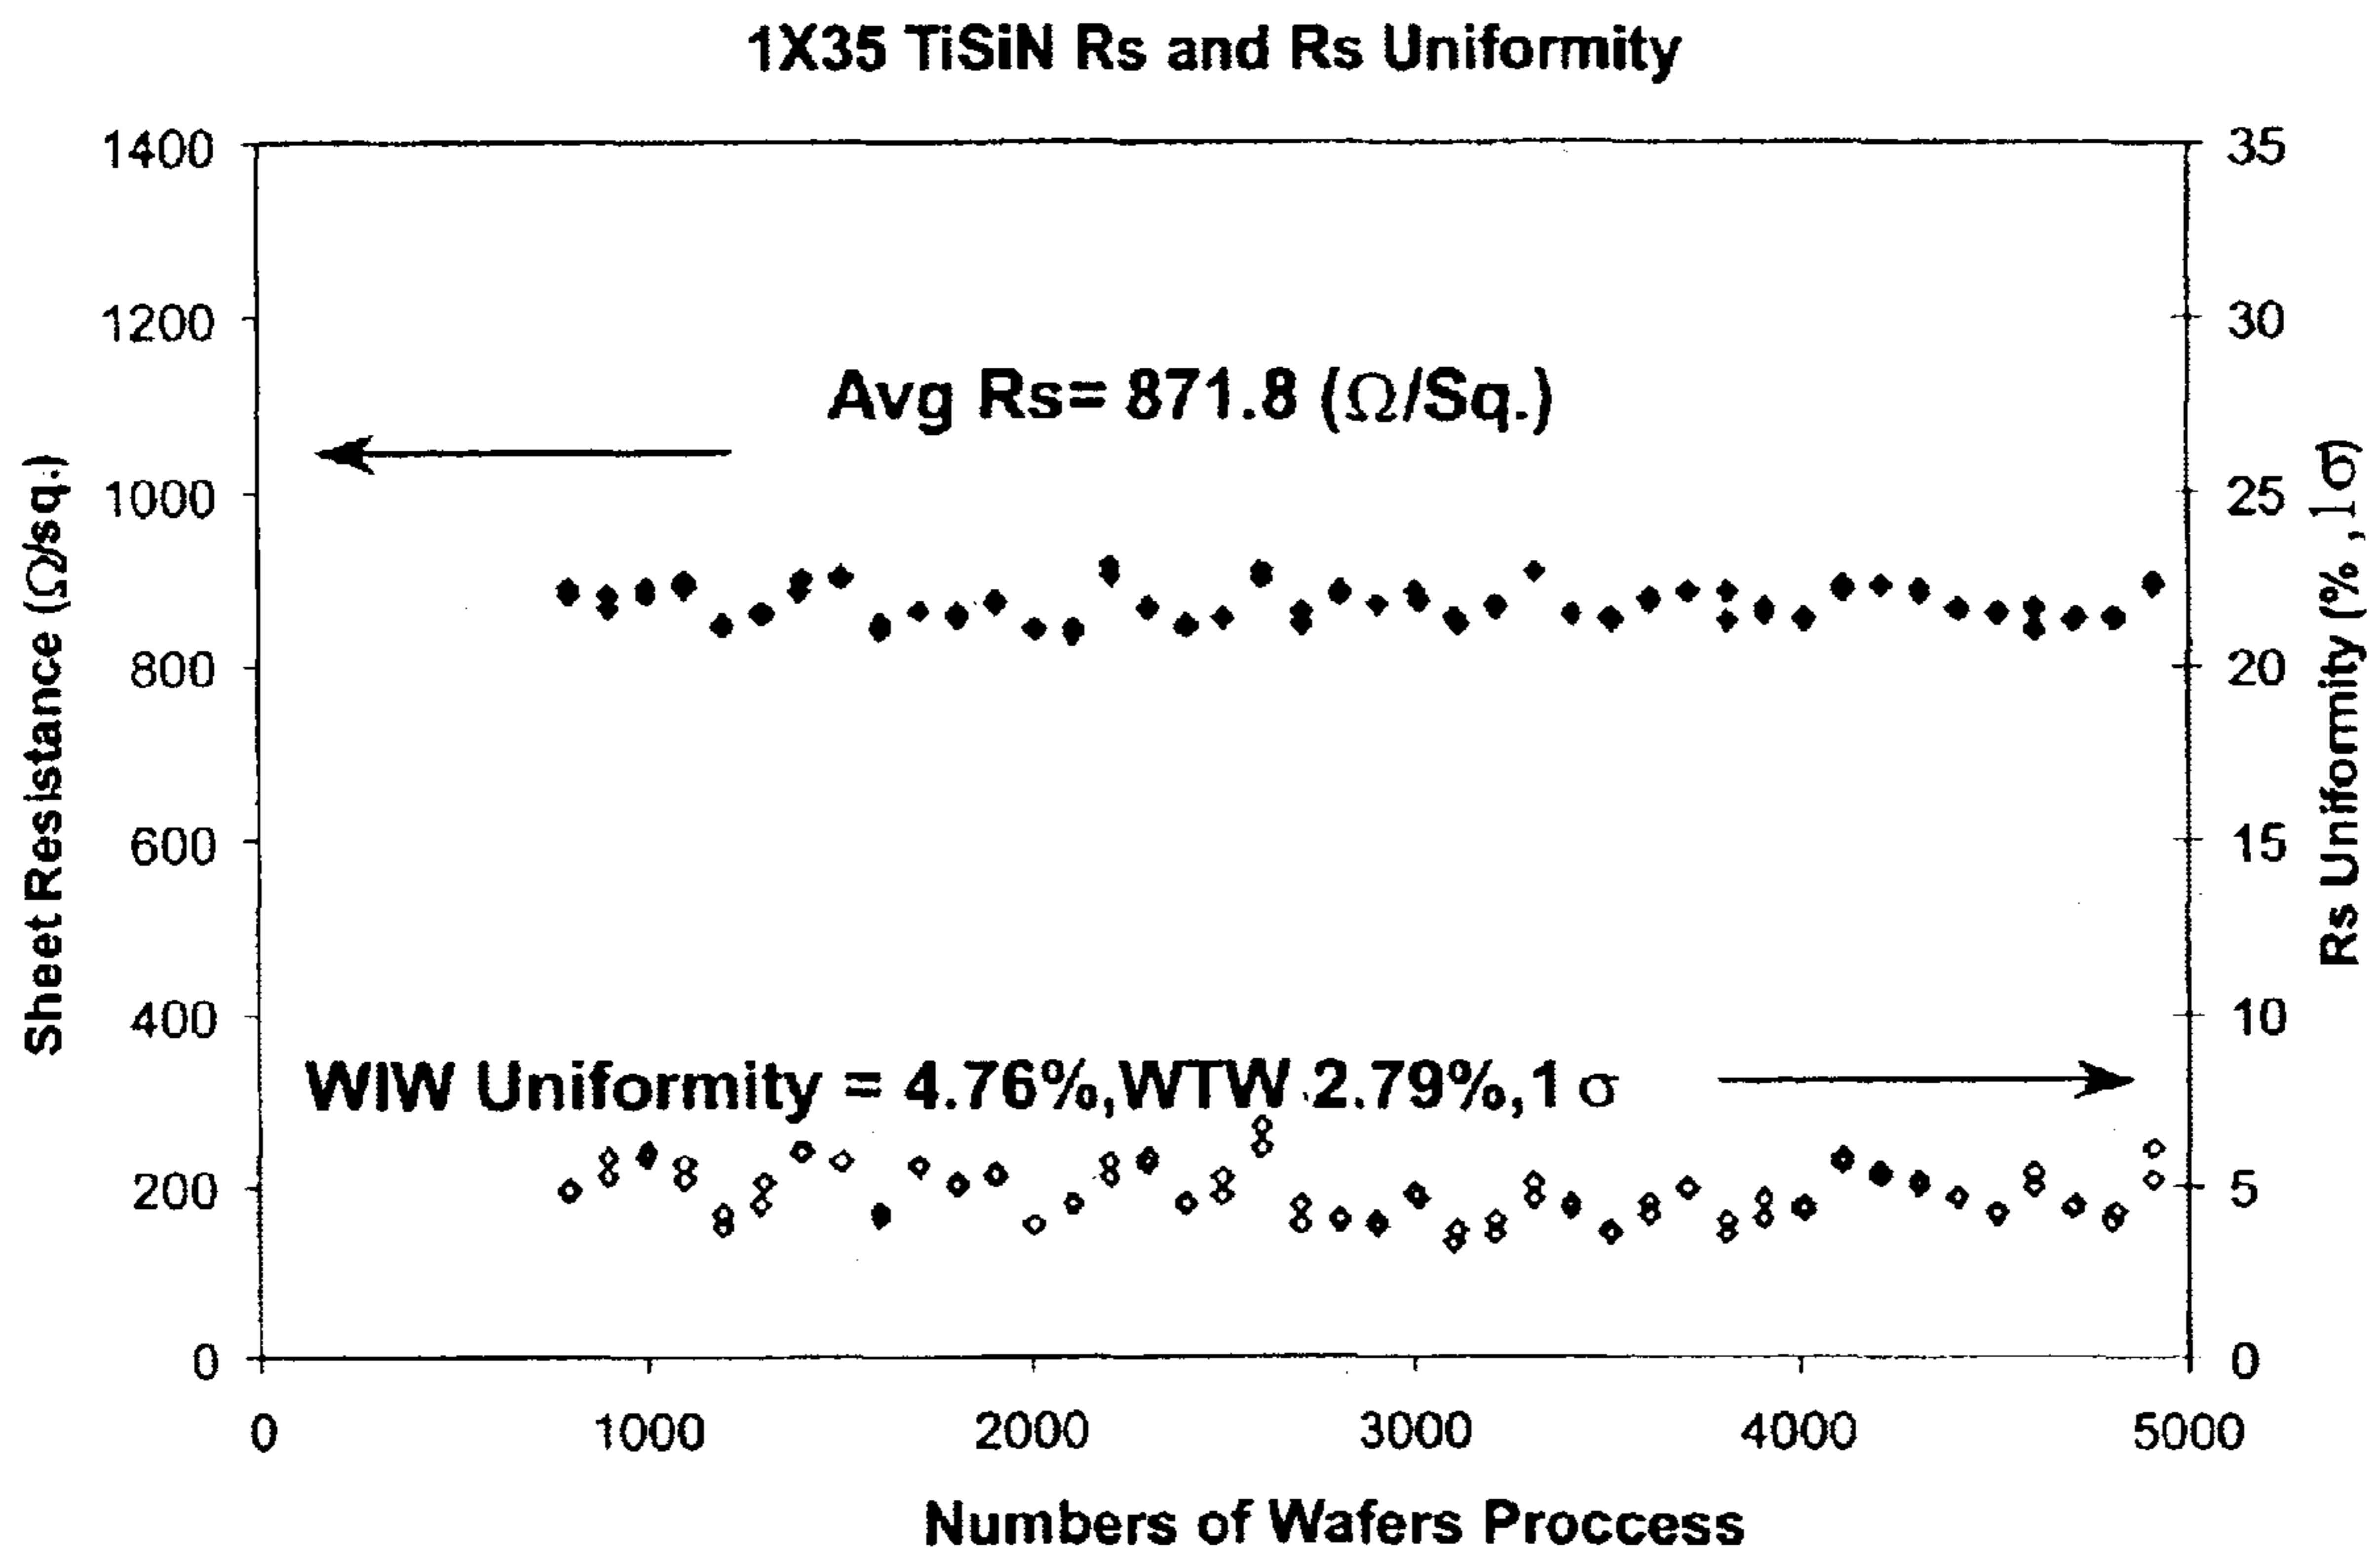 1X35 TiSiN Rs and Rs Uniformity
1400
1200
1000
800
600
400
200
0
35
30
25
20
15
10
5
0
Sheet Resistance (Ω/sq.)
Rs Uniformity (% ,1σ)
Avg Rs= 871.8 (Ω/Sq.)
WIW Uniformity = 4.76%,WTW 2.79%,1 σ
0 1000 2000 3000 4000 5000
Numbers of Wafers Proccess